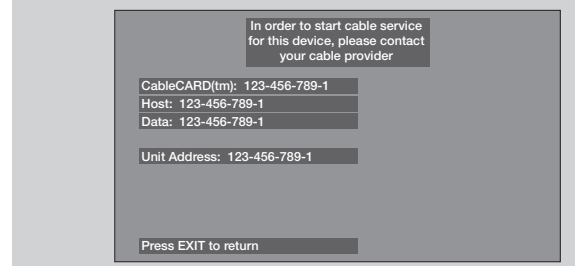 In order to start cable service
for this device, please contact
your cable provider
CableCARD(tm): 123-456-789-1
Host: 123-456-789-1
Data: 123-456-789-1
Unit Address: 123-456-789-1
Press EXIT to return